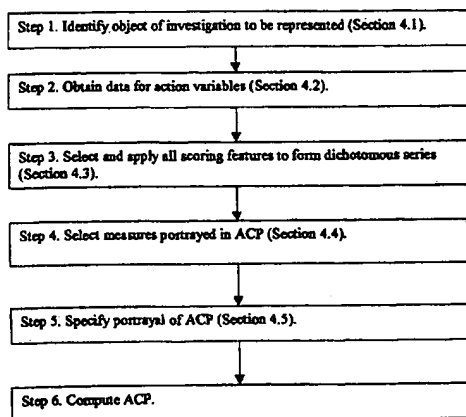 Step 1. Identify object of investigation to be represented (Section 4.1).
Step 2. Obtain data for action variables (Section 4.2).
Step 3. Select and apply all scoring features to form dichotomous series
(Section 4.3).
Step 4. Select measures portrayed in ACP (Section 4.4).
Step 5. Specify portrayal of ACP (Section 4.5).
Step 6. Compute ACP.